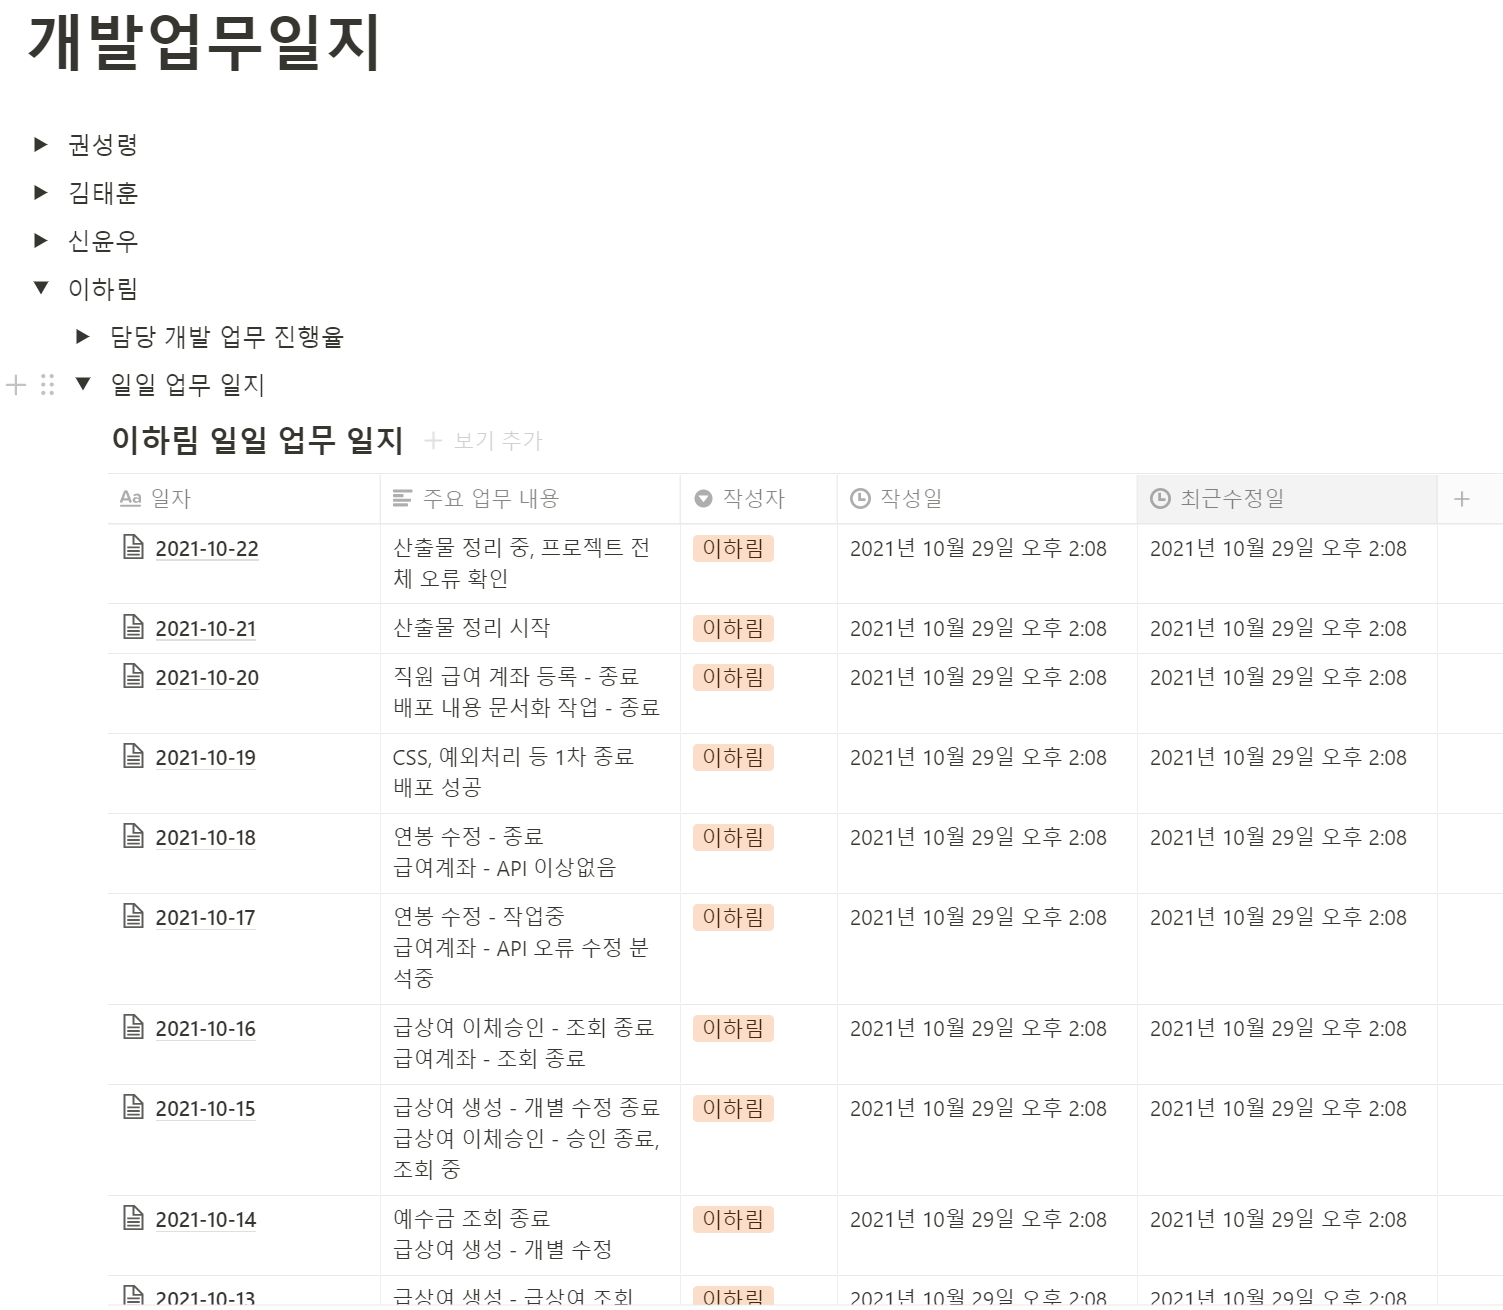 개발업무일지
권성령
김태훈
신윤우
이하림
담당 개발 업무 진행율
일일 업무 일지
이하림 일일 업무 일지 + 보기 추가
Aa 일자 주요 업무 내용 작성자 작성일 최근수정일 +
2021-10-22 산출물 정리 중, 프로젝트 전 이하림 2021년 10월 29일 오후 2:08 2021년 10월 29일 오후 2:08
체 오류 확인
2021-10-21 산출물 정리 시작 이하림 2021년 10월 29일 오후 2:08 2021년 10월 29일 오후 2:08
2021-10-20 직원 급여 계좌 등록 - 종료 이하림 2021년 10월 29일 오후 2:08 2021년 10월 29일 오후 2:08
배포 내용 문서화 작업 - 종료
2021-10-19 CSS, 예외처리 등 1차 종료 이하림 2021년 10월 29일 오후 2:08 2021년 10월 29일 오후 2:08
배포 성공
2021-10-18 연봉 수정 - 종료 이하림 2021년 10월 29일 오후 2:08 2021년 10월 29일 오후 2:08
급여계좌 - API 이상없음
2021-10-17 연봉 수정 - 작업중 이하림 2021년 10월 29일 오후 2:08 2021년 10월 29일 오후 2:08
급여계좌 - API 오류 수정 분
석중
2021-10-16 급상여 이체승인 - 조회 종료 이하림 2021년 10월 29일 오후 2:08 2021년 10월 29일 오후 2:08
급여계좌 - 조회 종료
2021-10-15 급상여 생성 - 개별 수정 종료 이하림 2021년 10월 29일 오후 2:08 2021년 10월 29일 오후 2:08
급상여 이체승인 - 승인 종료,
조회 중
2021-10-14 예수금 조회 종료 이하림 2021년 10월 29일 오후 2:08 2021년 10월 29일 오후 2:08
급상여 생성 - 개별 수정
2021-10-13 급상여 생성 - 급상여 조회 이하림 2021년 10월 29일 오후 2:08 2021년 10월 29일 오후 2:08